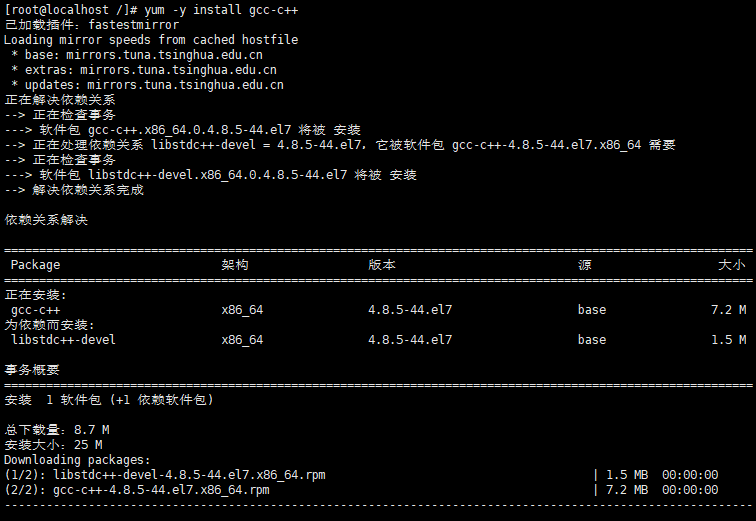 [root@localhost /]# yum -y install gcc-c++
已加载插件：fastestmirror
Loading mirror speeds from cached hostfile
 * base: mirrors.tuna.tsinghua.edu.cn
 * extras: mirrors.tuna.tsinghua.edu.cn
 * updates: mirrors.tuna.tsinghua.edu.cn
正在解决依赖关系
--> 正在检查事务
---> 软件包 gcc-c++.x86_64.0.4.8.5-44.el7 将被 安装
--> 正在处理依赖关系 libstdc++-devel = 4.8.5-44.el7，它被软件包 gcc-c++-4.8.5-44.el7.x86_64 需要
--> 正在检查事务
---> 软件包 libstdc++-devel.x86_64.0.4.8.5-44.el7 将被 安装
--> 解决依赖关系完成
依赖关系解决
================================================================================
 Package 架构 版本 源 大小
================================================================================
正在安装:
 gcc-c++ x86_64 4.8.5-44.el7 base 7.2 M
为依赖而安装:
 libstdc++-devel x86_64 4.8.5-44.el7 base 1.5 M
事务概要
================================================================================
安装  1 软件包 (+1 依赖软件包)
总下载量：8.7 M
安装大小：25 M
Downloading packages:
(1/2): libstdc++-devel-4.8.5-44.el7.x86_64.rpm | 1.5 MB  00:00:00
(2/2): gcc-c++-4.8.5-44.el7.x86_64.rpm | 7.2 MB  00:00:00
--------------------------------------------------------------------------------